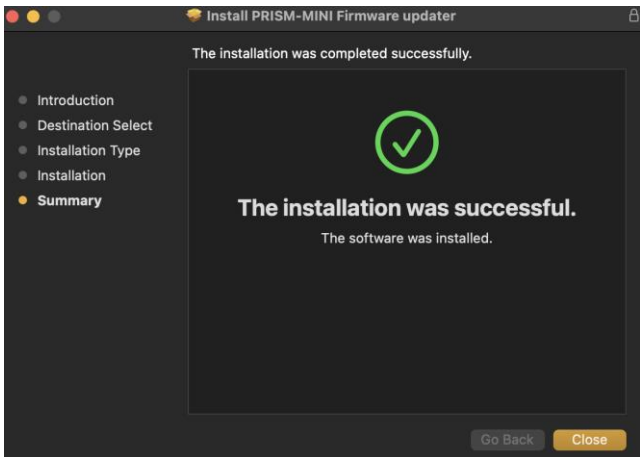 Install PRISM-MINI Firmware updater
The installation was completed successfully.
Introduction
Destination Select
Installation Type
Installation
Summary
The installation was successful.
The software was installed.
Go Back
Close